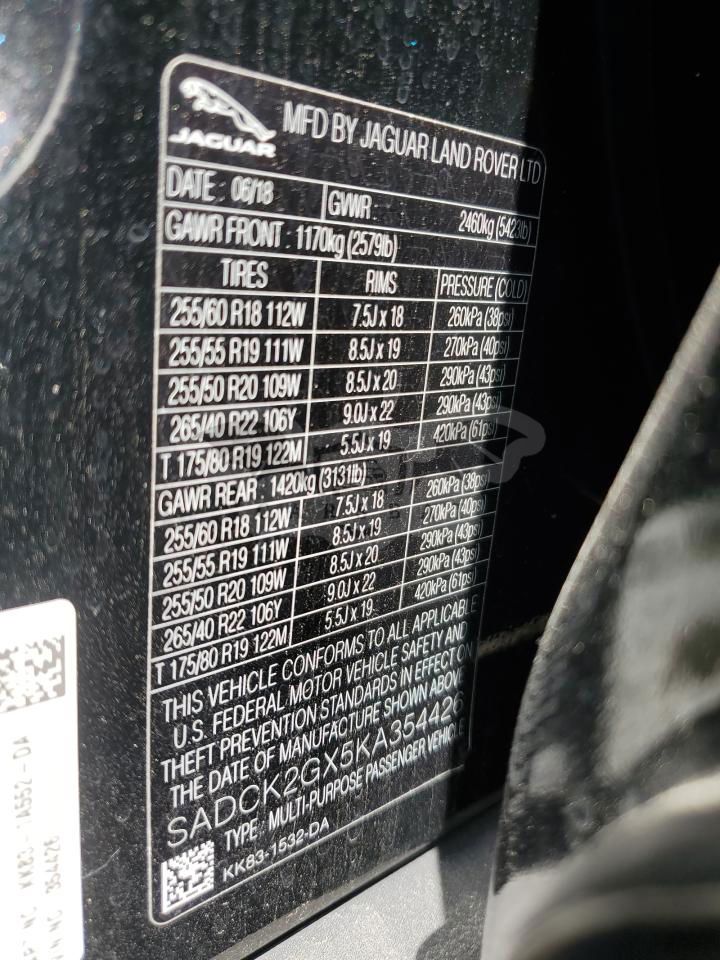 JAGUAR
MFD BY JAGUAR LAND ROVER LTD
DATE : 06/18 GVWR : 2460kg (5423lb)
GAWR FRONT : 1170kg (2579lb)
TIRES RIMS PRESSURE (COLD)
255/60 R18 112W 7.5J x 18 260kPa (38psi)
255/55 R19 111W 8.5J x 19 270kPa (40psi)
255/50 R20 109W 8.5J x 20 290kPa (43psi)
265/40 R22 106Y 9.0J x 22 290kPa (43psi)
T 175/80 R19 122M 5.5J x 19 420kPa (61psi)
GAWR REAR : 1420kg (3131lb)
255/60 R18 112W 7.5J x 18 260kPa (38psi)
255/55 R19 111W 8.5J x 19 270kPa (40psi)
255/50 R20 109W 8.5J x 20 290kPa (43psi)
265/40 R22 106Y 9.0J x 22 290kPa (43psi)
T 175/80 R19 122M 5.5J x 19 420kPa (61psi)
THIS VEHICLE CONFORMS TO ALL APPLICABLE
U.S. FEDERAL MOTOR VEHICLE SAFETY AND
THEFT PREVENTION STANDARDS IN EFFECT ON
THE DATE OF MANUFACTURE SHOWN ABOVE
SADCK2GX5KA354426
TYPE : MULTI-PURPOSE PASSENGER VEHICLE
KK83-1532-DA
NO KK83-1A552-DA
VIN NO 354426